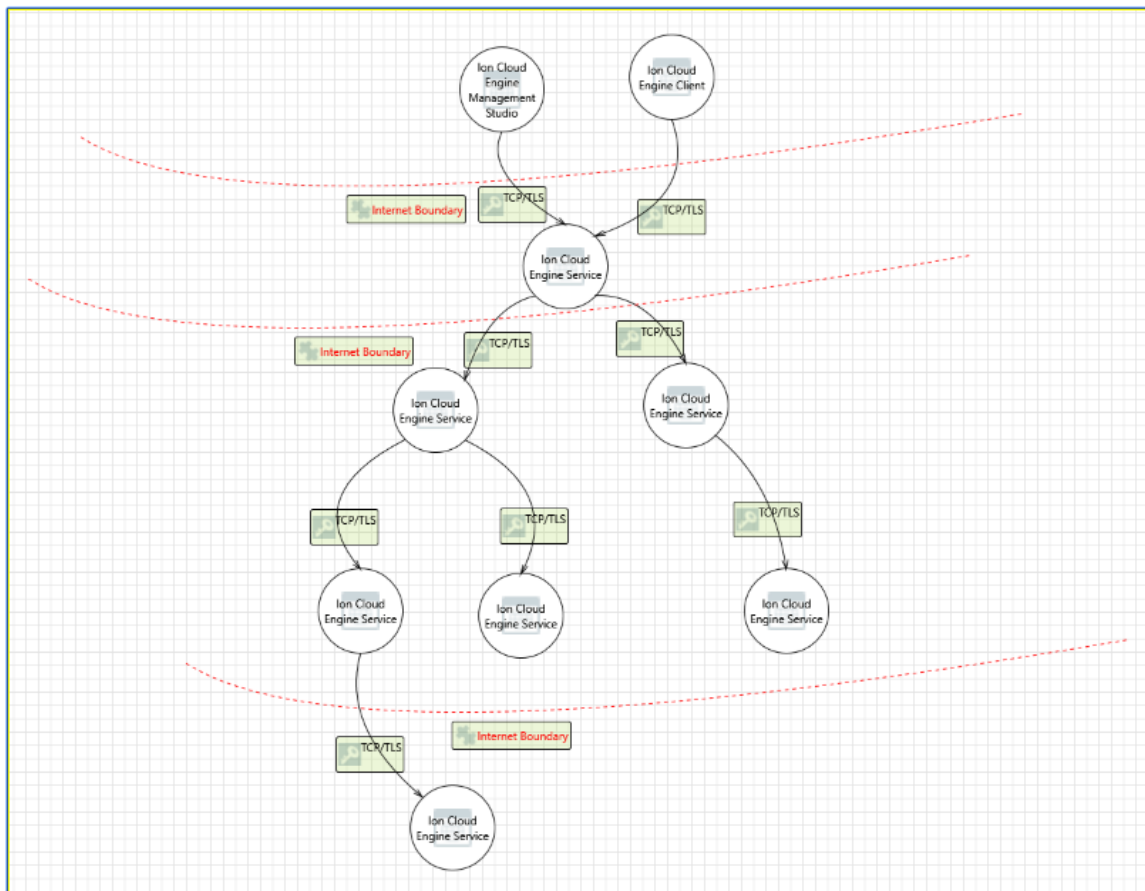 Ion Cloud
Engine
Management
Studio
Ion Cloud
Engine Client
Internet Boundary
TCP/TLS
TCP/TLS
Ion Cloud
Engine Service
Internet Boundary
TCP/TLS
TCP/TLS
Ion Cloud
Engine Service
Ion Cloud
Engine Service
TCP/TLS
TCP/TLS
TCP/TLS
Ion Cloud
Engine Service
Ion Cloud
Engine Service
Ion Cloud
Engine Service
Internet Boundary
TCP/TLS
Ion Cloud
Engine Service